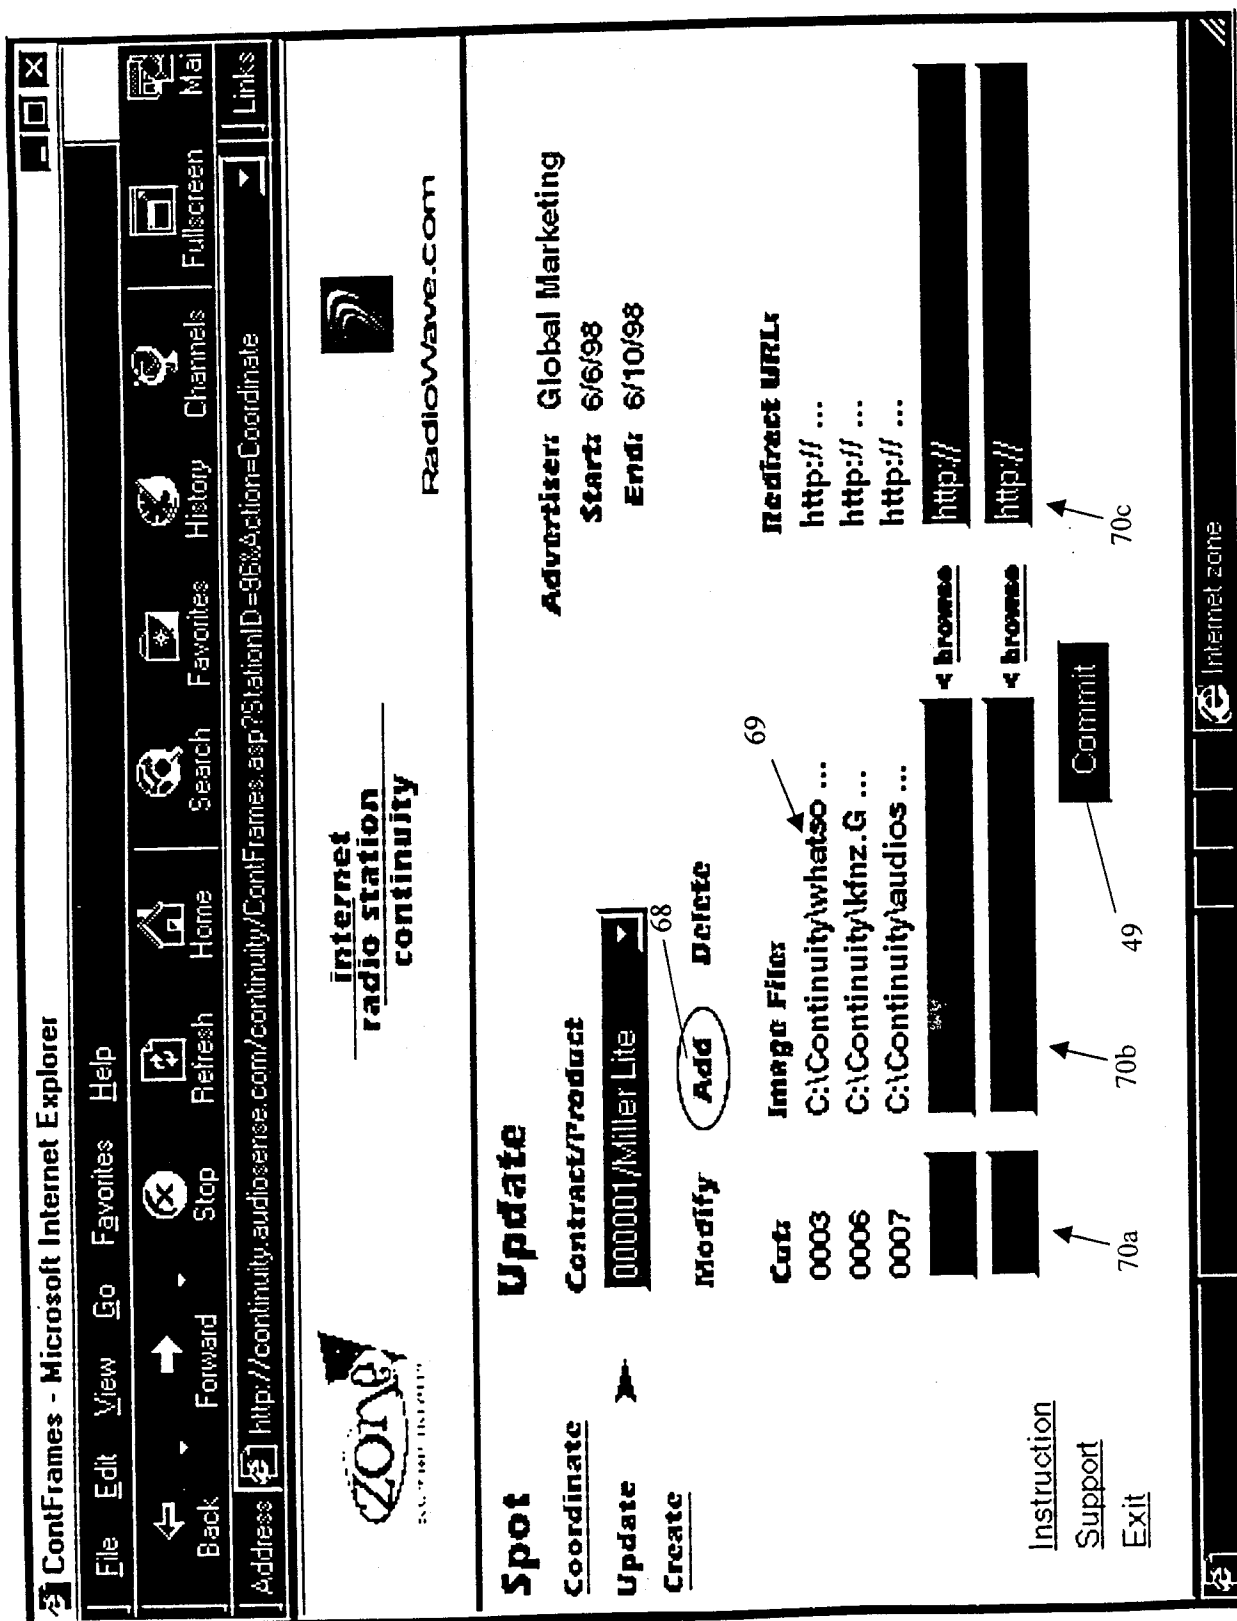 ContFrames - Microsoft Internet Explorer
File Edit View Go Favorites Help
Back Forward Stop Refresh Home Search Favorites History Channels Fullscreen Mai
Address http://continuity.audiosense.com/continuity/ContFrames.asp?StationID=96&Action=Coordinate Links
zone
internet
radio station
continuity
RadioWave.com
Spot
Coordinate
Update
Create
Instruction
Support
Exit
Update
Contract/Product
000001/Miller Lite
Advertiser: Global Marketing
Start: 6/6/98
End: 6/10/98
68
Modify Add Delete
69
Cut: Image File: Redirect URL:
0003 C:\Continuity\whatso ... http:// ...
0006 C:\Continuity\kfnz.G ... http:// ...
0007 C:\Continuity\audios ... http:// ...
< browse http://
< browse http://
Commit
70a 70b 49 70c
Internet zone